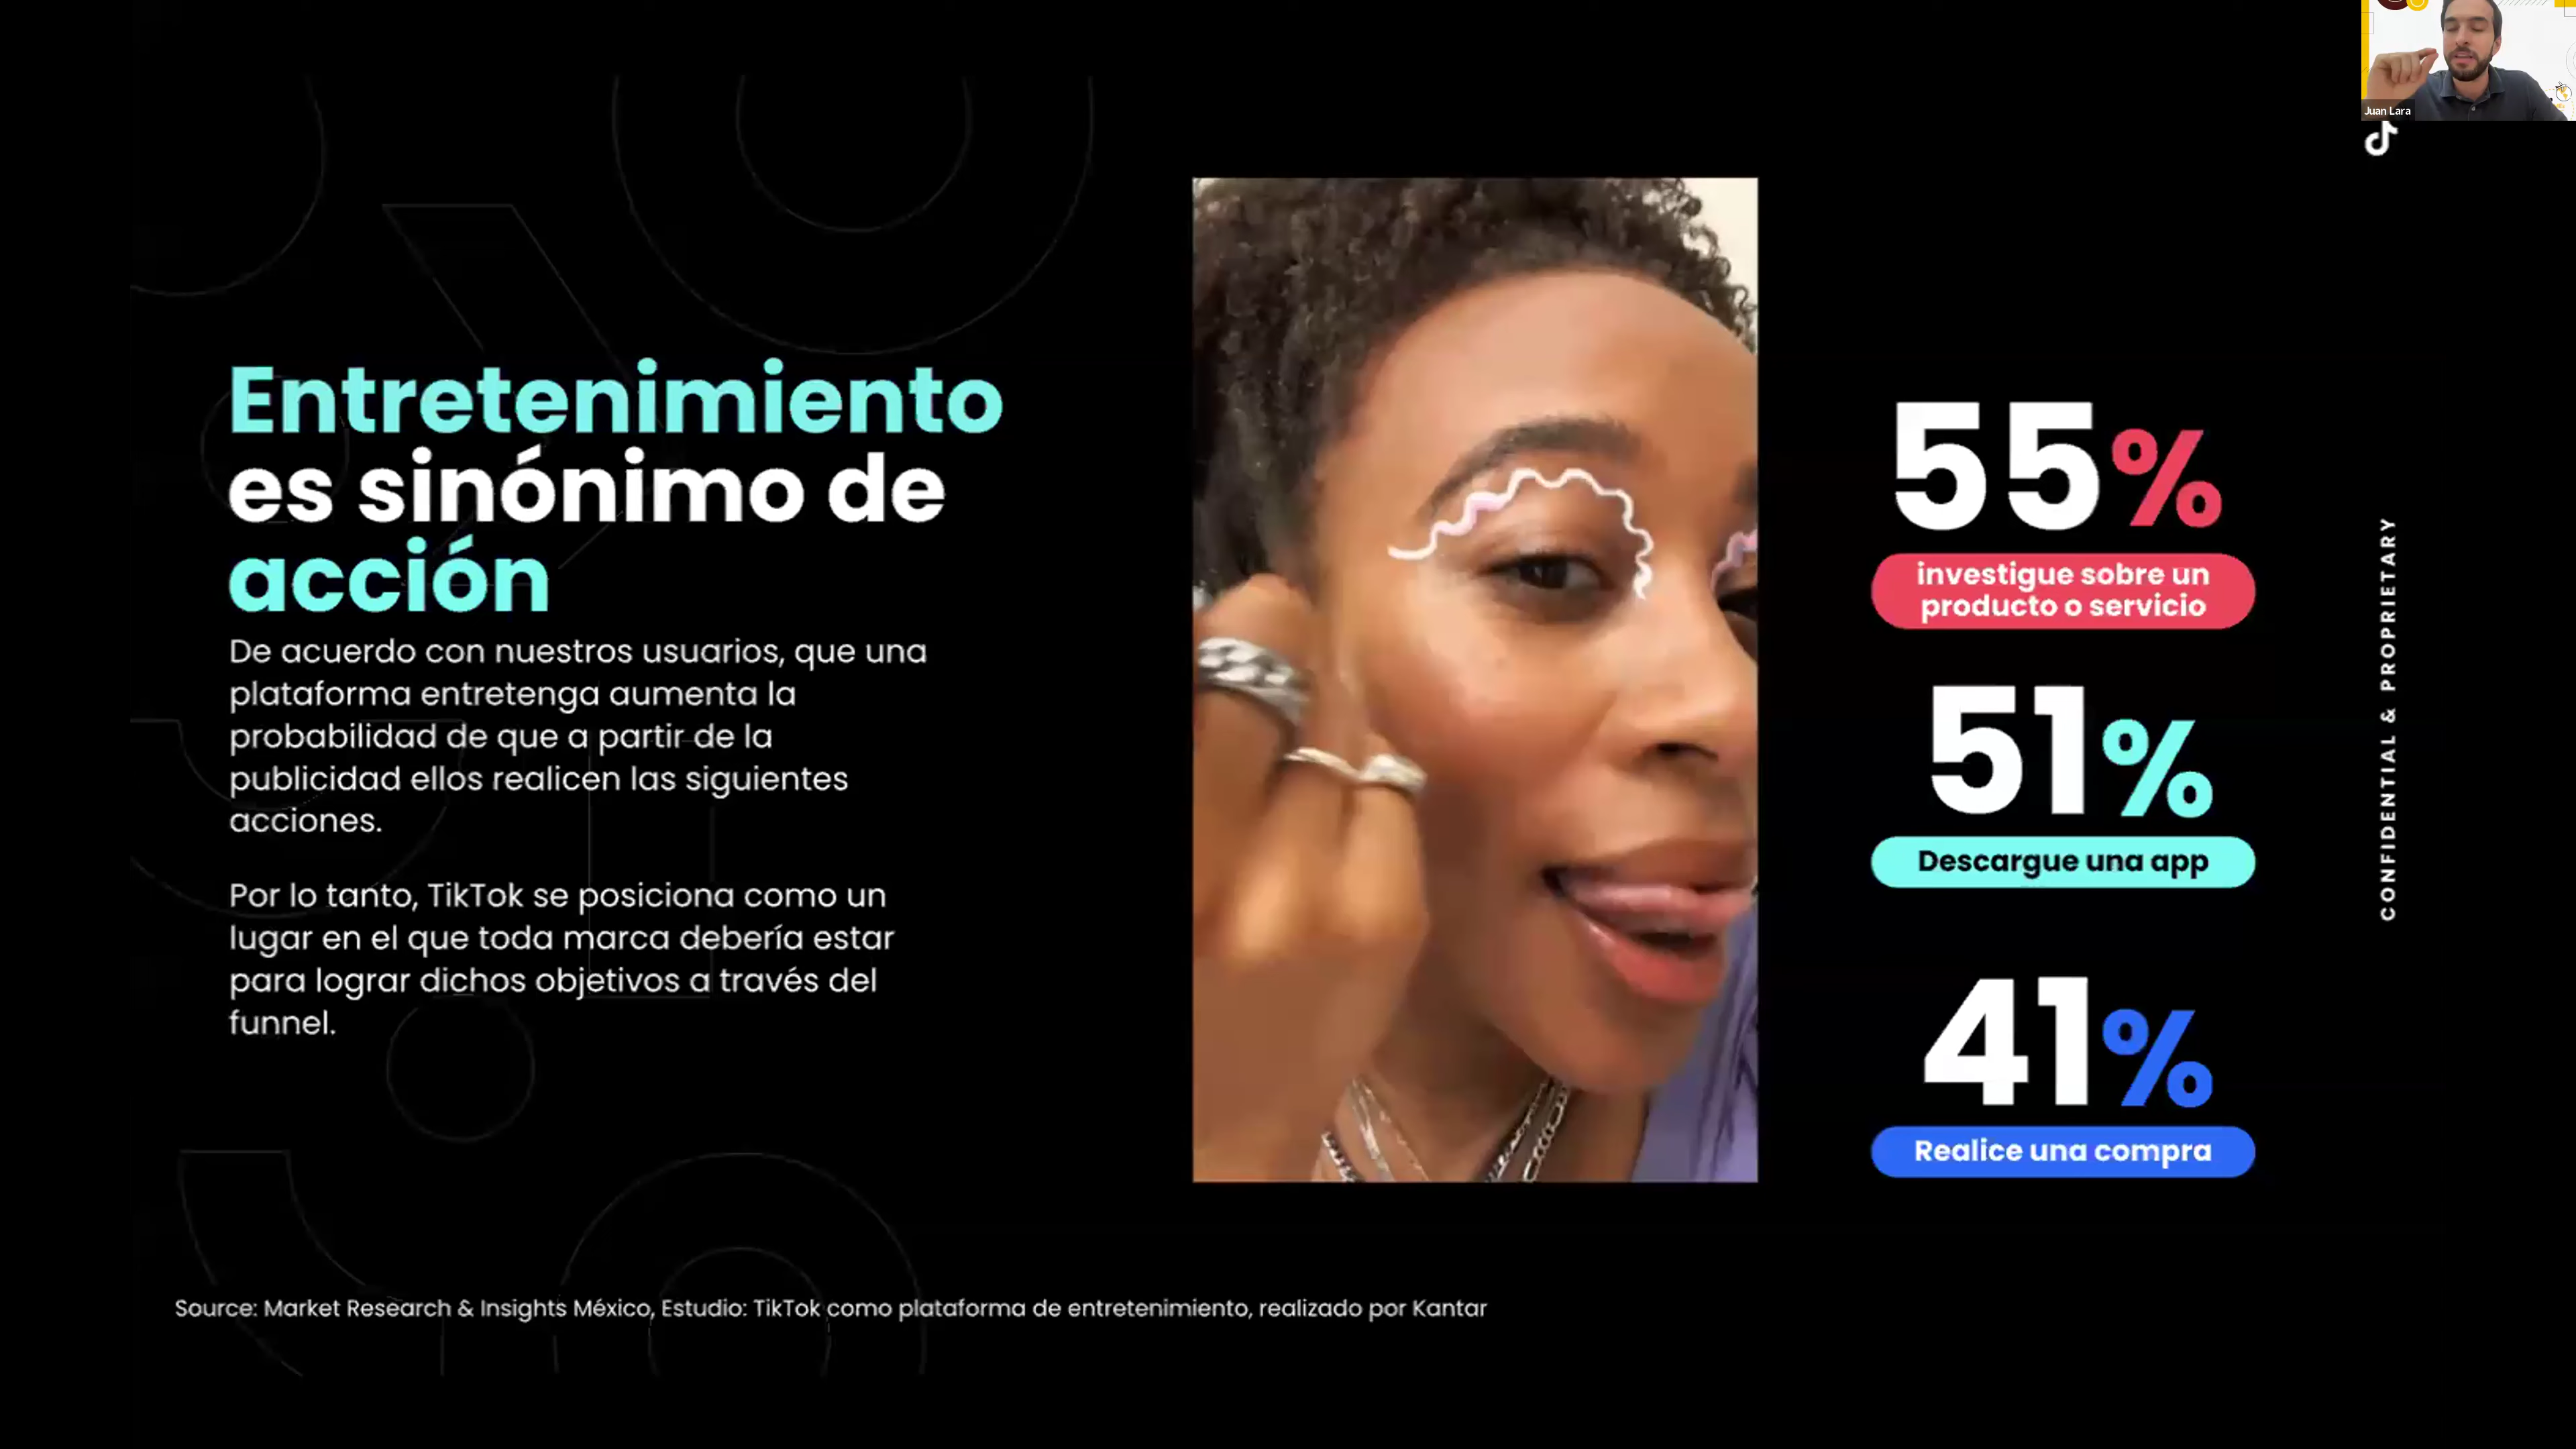 Juan Lara
Entretenimiento
es sinónimo de
acción
De acuerdo con nuestros usuarios, que una
plataforma entretenga aumenta la
probabilidad de que a partir de la
publicidad ellos realicen las siguientes
acciones.
Por lo tanto, TikTok se posiciona como un
lugar en el que toda marca debería estar
para lograr dichos objetivos a través del
funnel.
55%
investigue sobre un
producto o servicio
51%
Descargue una app
41%
Realice una compra
CONFIDENTIAL & PROPRIETARY
Source: Market Research & Insights México, Estudio: TikTok como plataforma de entretenimiento, realizado por Kantar